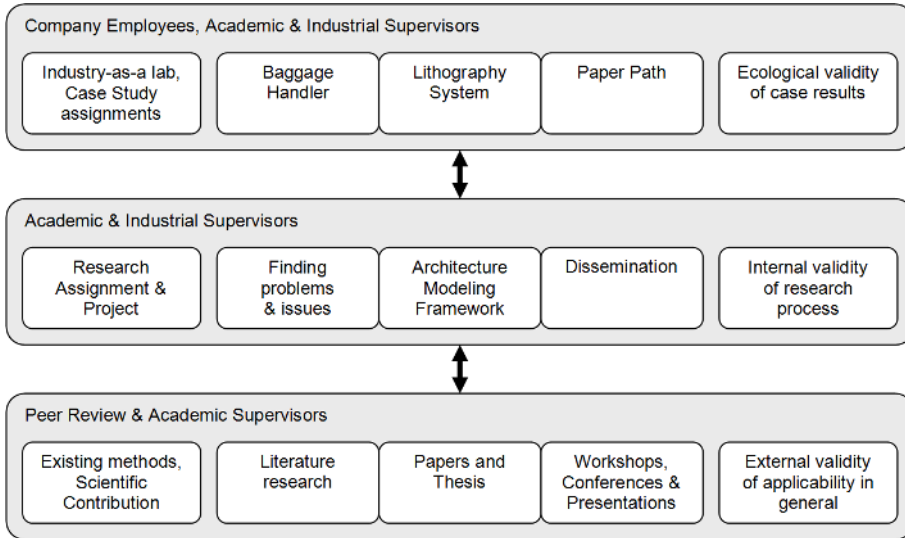 Company Employees, Academic & Industrial Supervisors
Industry-as-a lab,
Case Study
assignments
Baggage
Handler
Lithography
System
Paper Path
Ecological validity
of case results
Academic & Industrial Supervisors
Research
Assignment &
Project
Finding
problems
& issues
Architecture
Modeling
Framework
Dissemination
Internal validity
of research
process
Peer Review & Academic Supervisors
Existing methods,
Scientific
Contribution
Literature
research
Papers and
Thesis
Workshops,
Conferences &
Presentations
External validity
of applicability in
general